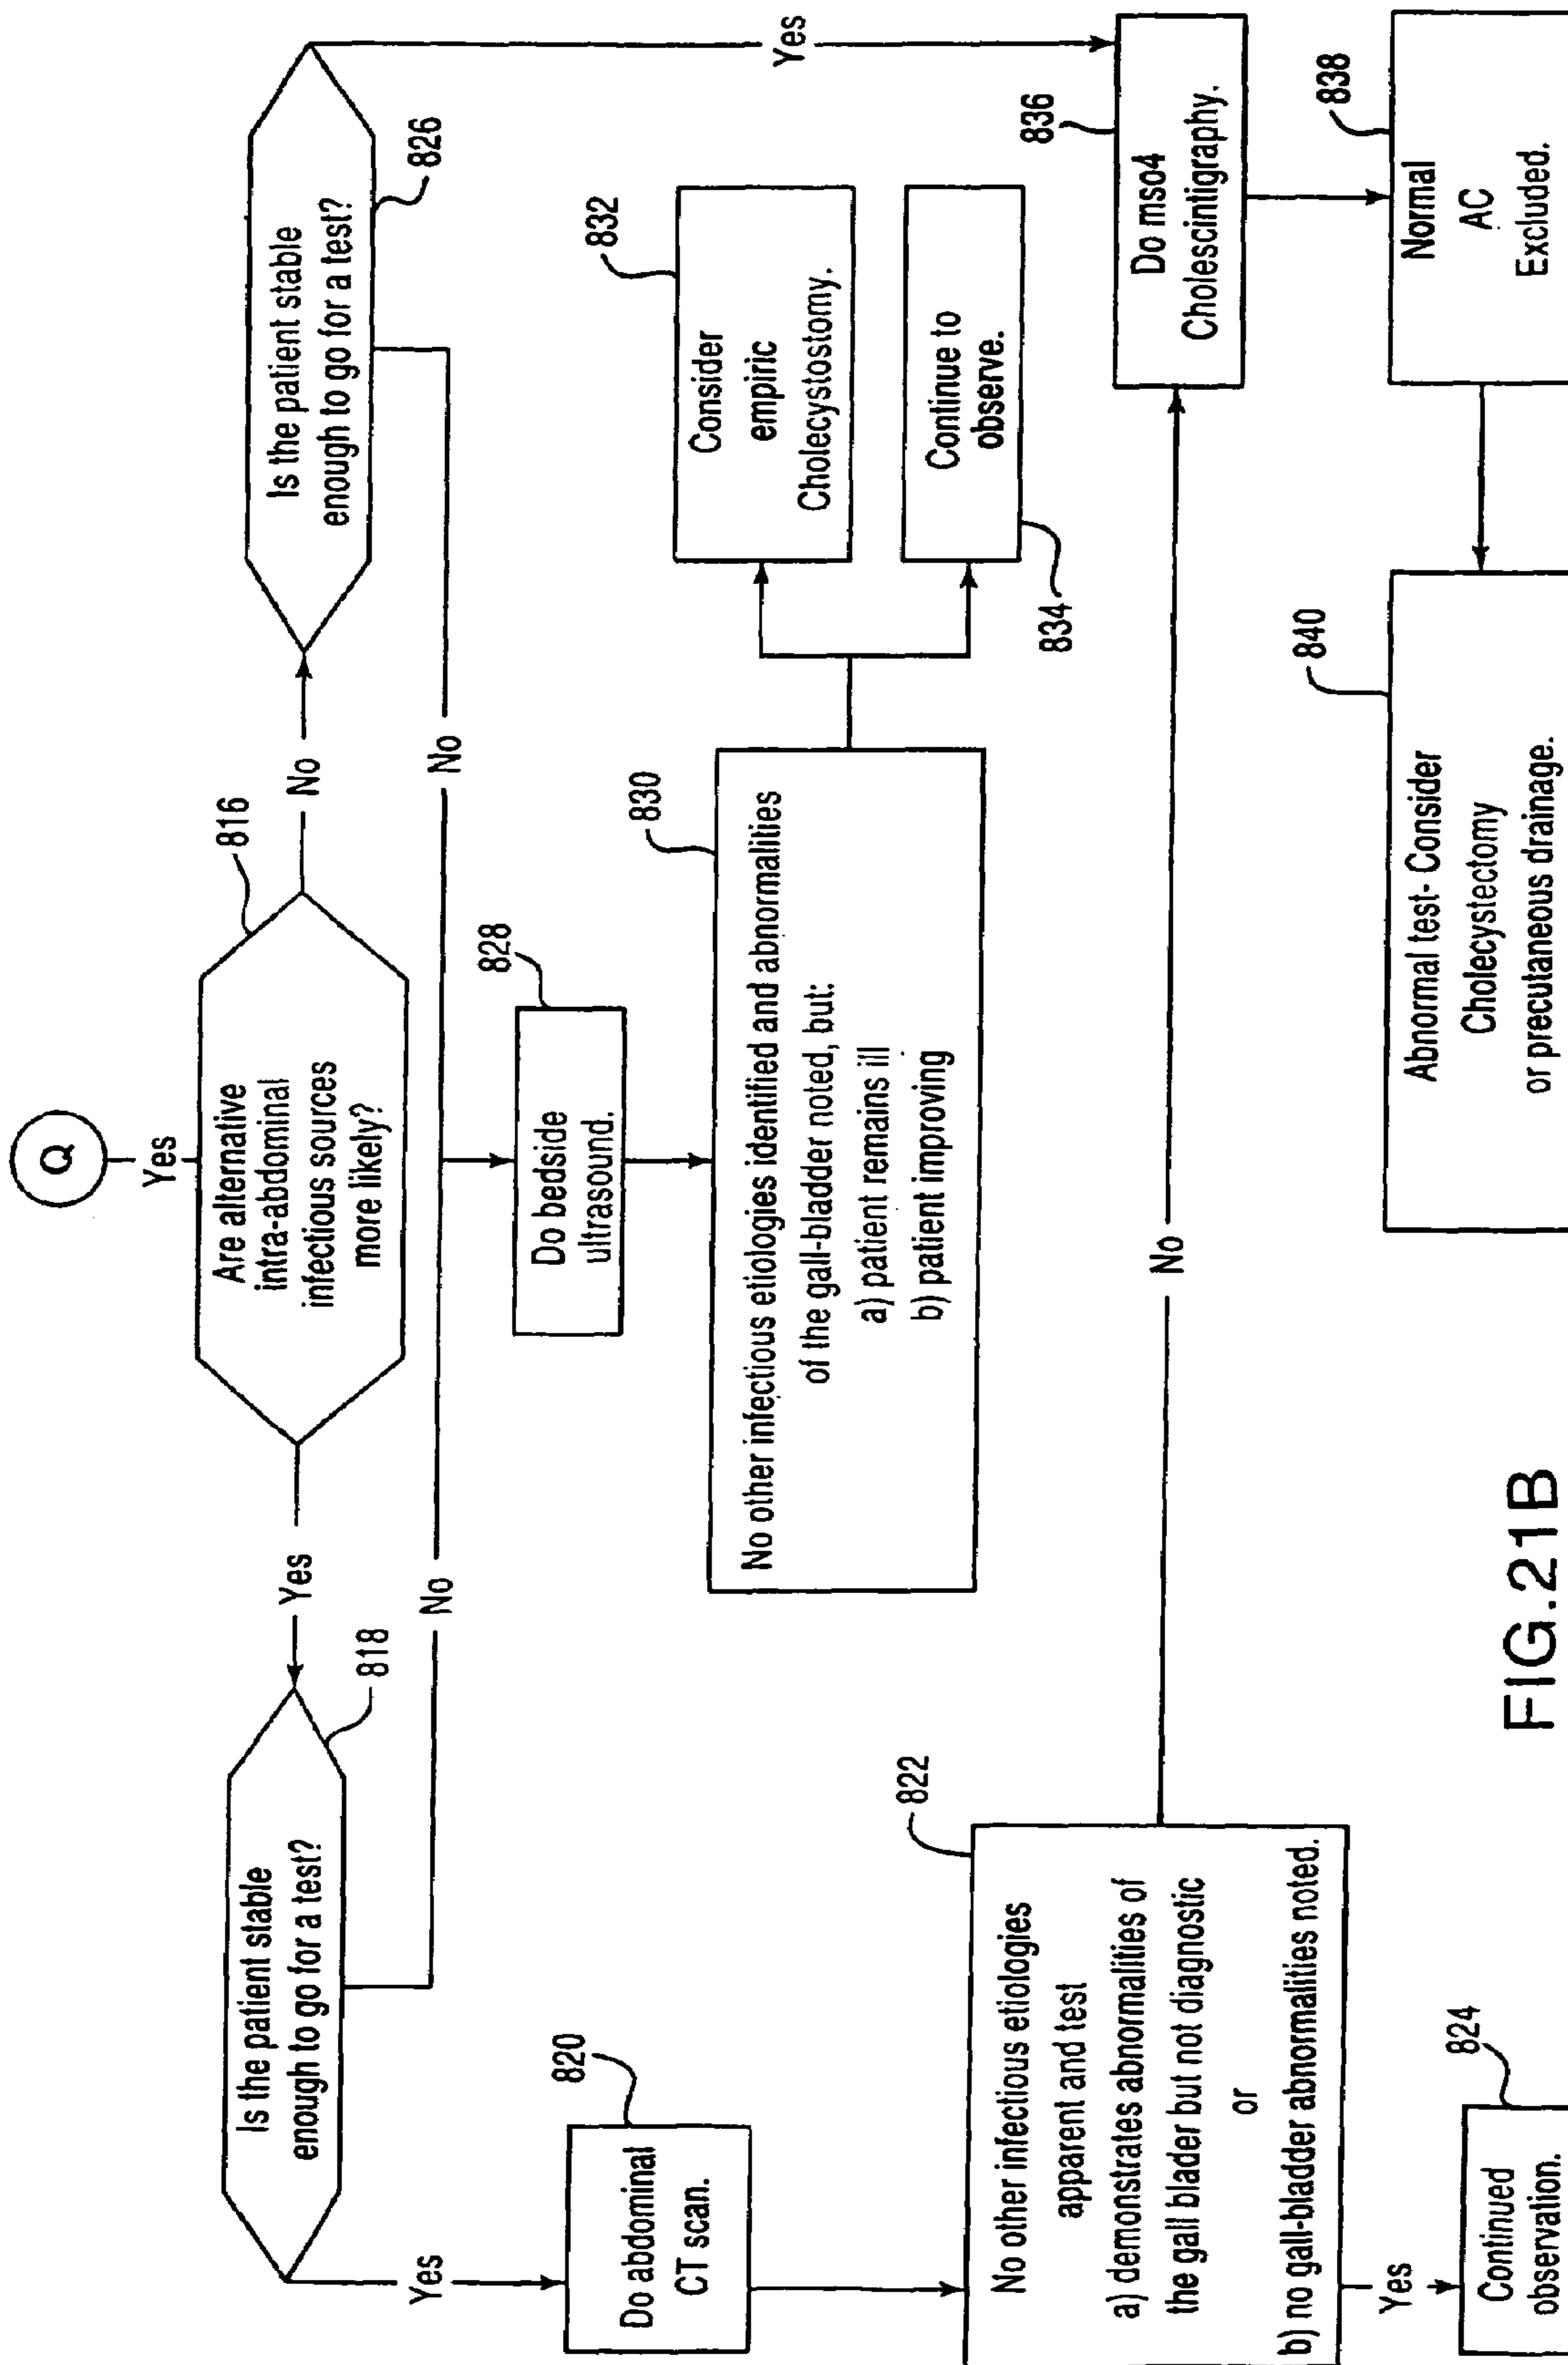 Q
Yes
Are alternative
intra-abdominal
infectious sources
more likely?
816
Yes
No
Is the patient stable
enough to go for a test?
818
Is the patient stable
enough to go for a test?
826
No
No
Yes
Yes
Do abdominal
CT scan.
820
Do bedside
ultrasound.
828
No other infectious etiologies identified and abnormalities
of the gall-bladder noted, but:
a) patient remains ill
b) patient improving
830
Consider
empiric
Cholecystostomy.
832
Continue to
observe.
834
No other infectious etiologies
apparent and test
a) demonstrates abnormalities of
the gall blader but not diagnostic
or
b) no gall-bladder abnormalities noted.
822
No
Do mso4
Cholescintigraphy.
836
Yes
Continued
observation.
824
Normal
AC
Excluded.
838
Abnormal test- Consider
Cholecystectomy
or precutaneous drainage.
840
FIG.21B